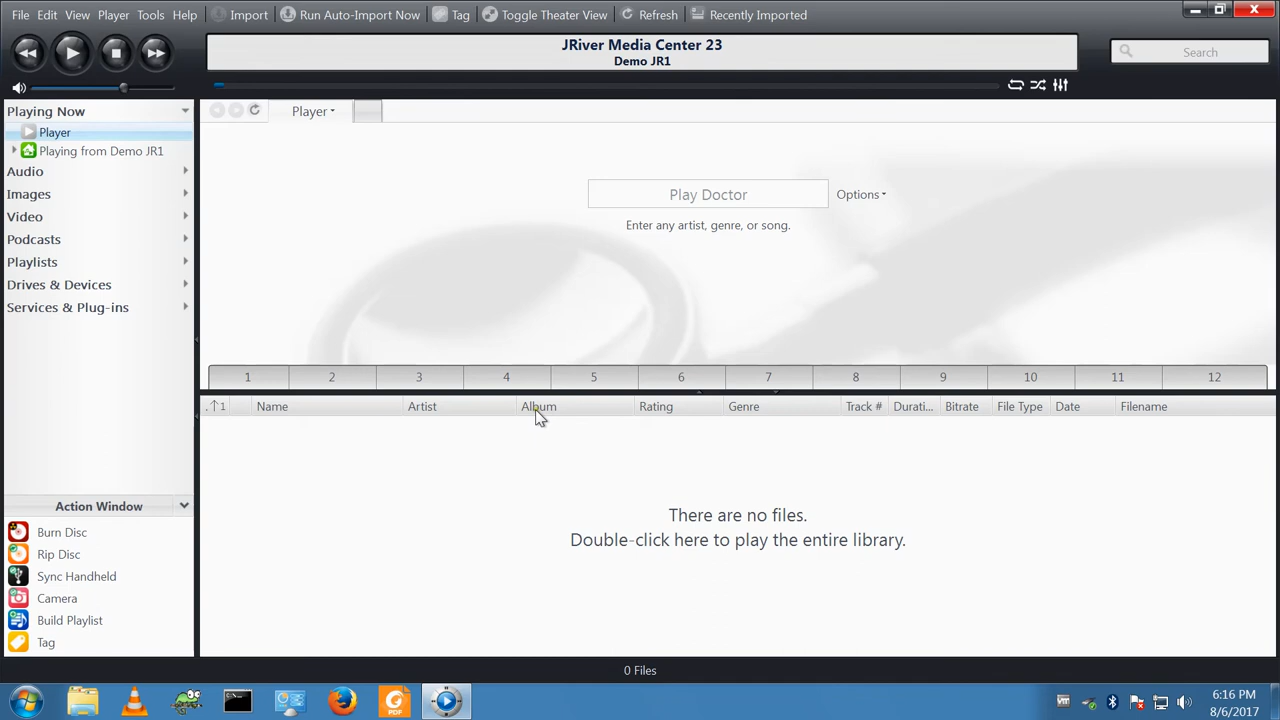 File Edit View Player Tools Help Import Run Auto-Import Now Tag Toggle Theater View Refresh Recently Imported
JRiver Media Center 23
Demo JR1
Search
Playing Now
Player
Playing from Demo JR1
Audio
Images
Video
Podcasts
Playlists
Drives & Devices
Services & Plug-ins
Player
Play Doctor Options
Enter any artist, genre, or song.
1 2 3 4 5 6 7 8 9 10 11 12
1 Name Artist Album Rating Genre Track # Durati... Bitrate File Type Date Filename
There are no files.
Double-click here to play the entire library.
Action Window
Burn Disc
Rip Disc
Sync Handheld
Camera
Build Playlist
Tag
0 Files
PDF
vm
6:16 PM
8/6/2017